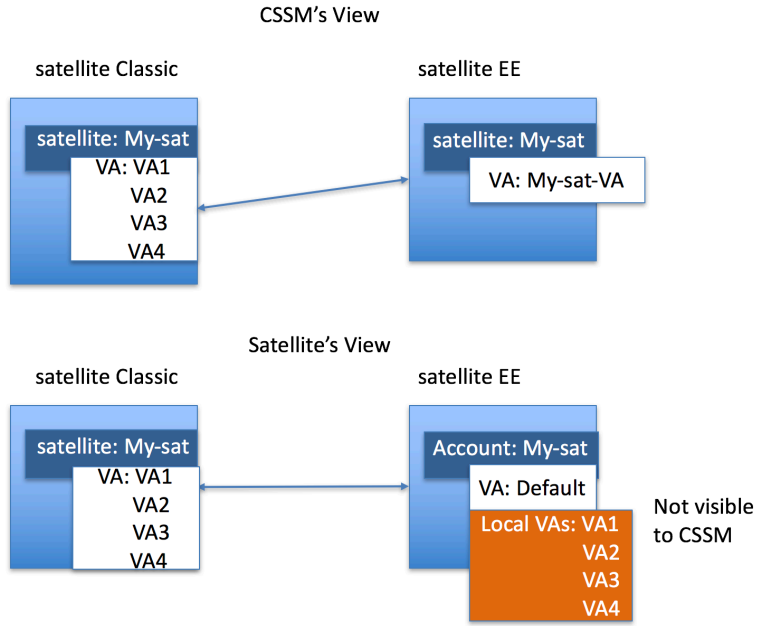 CSSM's View
satellite Classic
satellite: My-sat
VA: VA1
VA2
VA3
VA4
satellite EE
satellite: My-sat
VA: My-sat-VA
Satellite's View
satellite Classic
satellite: My-sat
VA: VA1
VA2
VA3
VA4
satellite EE
Account: My-sat
VA: Default
Local VAs: VA1
VA2
VA3
VA4
Not visible
to CSSM